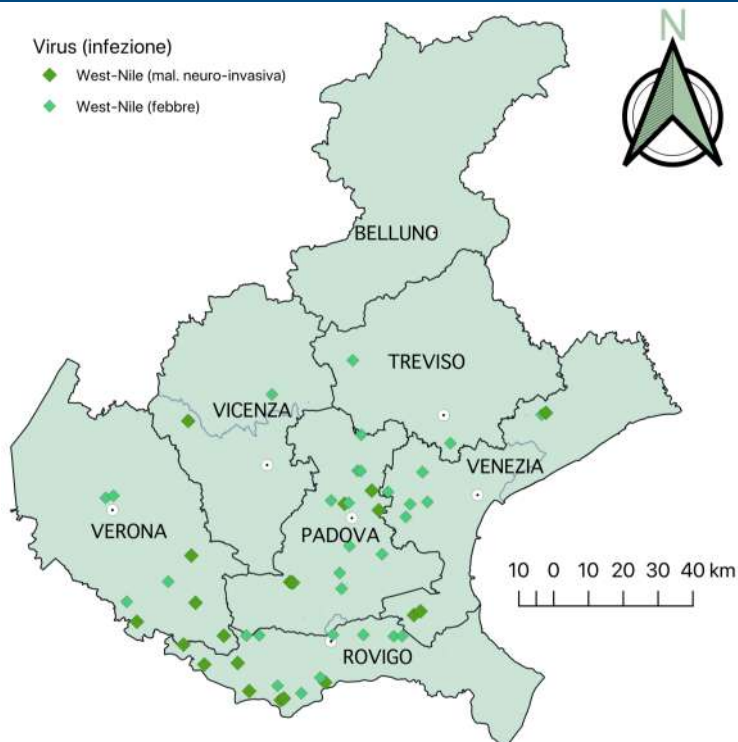 N
Virus (infezione)
West-Nile (mal. neuro-invasiva)
West-Nile (febbre)
BELLUNO
TREVISO
VICENZA
VENEZIA
VERONA
PADOVA
10 0 10 20 30 40 km
ROVIGO